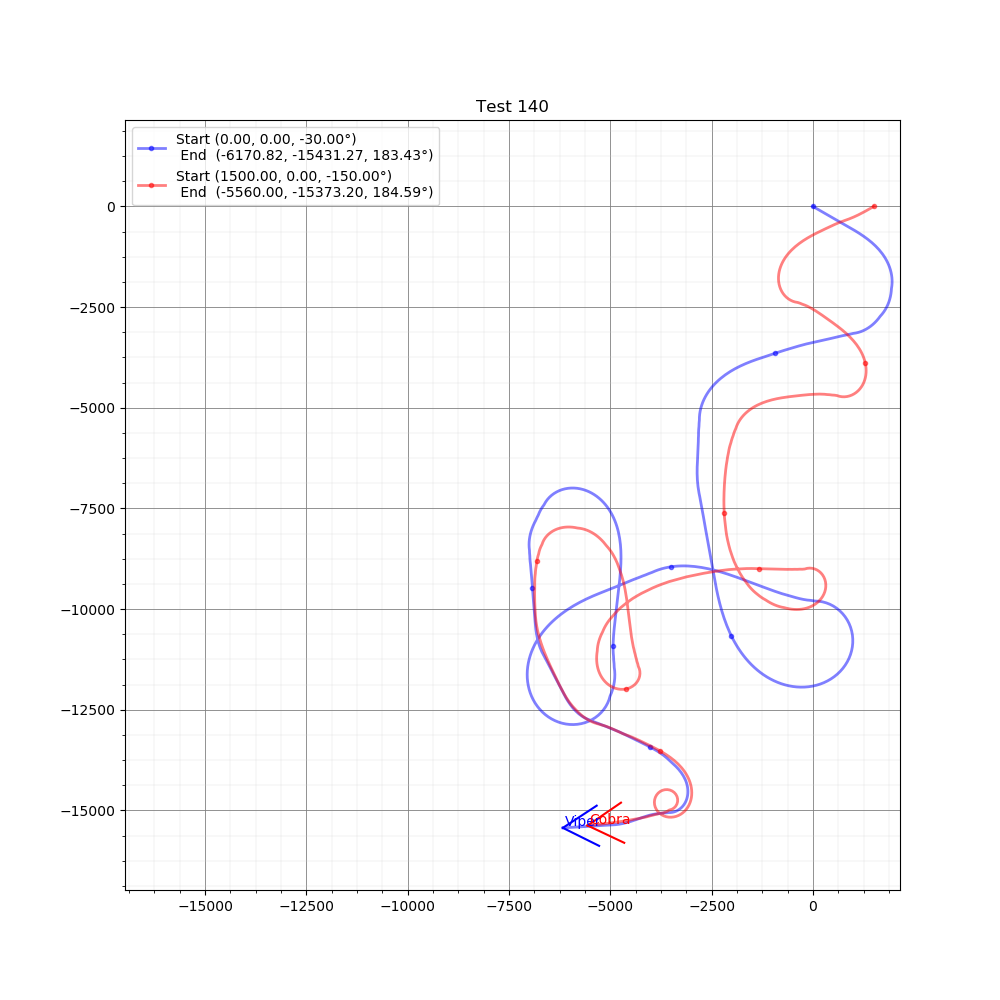 Test 140
Start (0.00, 0.00, -30.00°)
End (-6170.82, -15431.27, 183.43°)
Start (1500.00, 0.00, -150.00°)
End (-5560.00, -15373.20, 184.59°)
0
−2500
−5000
−7500
−10000
−12500
−15000
Viper
Cobra
−15000
−12500
−10000
−7500
−5000
−2500
0